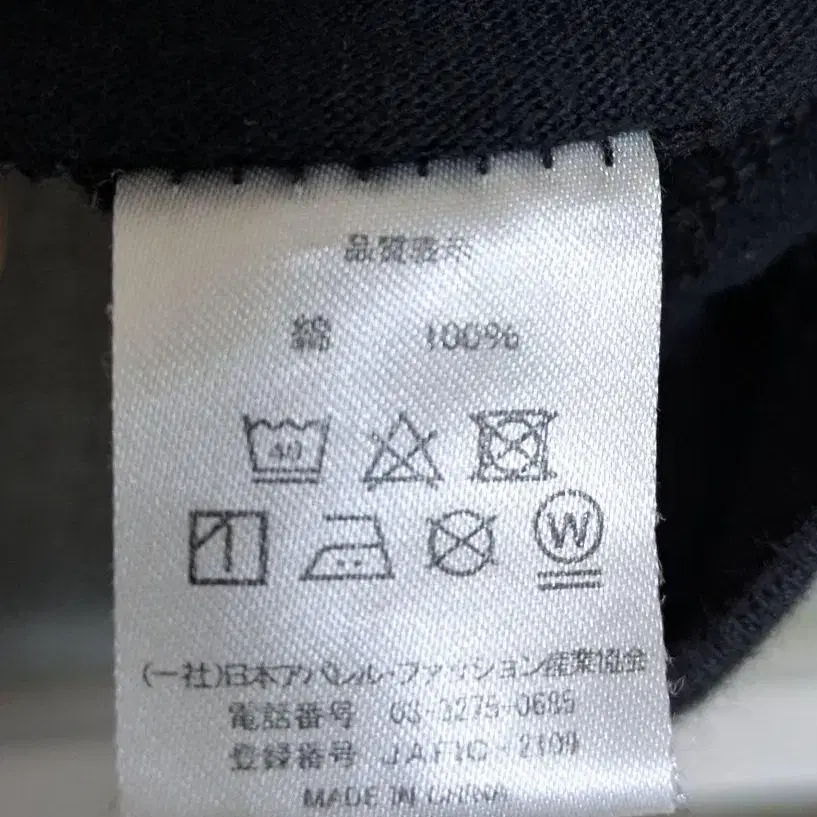 品質表示
綿 100%
40
W
(一社)日本アパレル・ファッション産業協会
電話番号 03-3275-0685
登録番号 JAFIC-2109
MADE IN CHINA